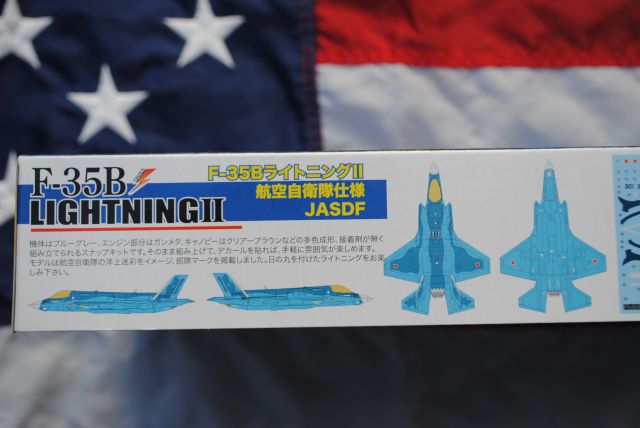 F-35B
LIGHTNINGII
F-35BライトニングII
航空自衛隊仕様
JASDF
機体はブルーグレー、エンジン部分はガンメタ、キャノピーはクリアーブラウンなどの多色成形、接着剤が無く
組み立てられるスナップキットです。そのまま組み上げて、デカールを貼れば、手軽に雰囲気が楽しめます。
モデルは航空自衛隊の洋上迷彩をイメージ、部隊マークを掲載しました。日の丸を付けたライトニングをお楽
しみ下さい。